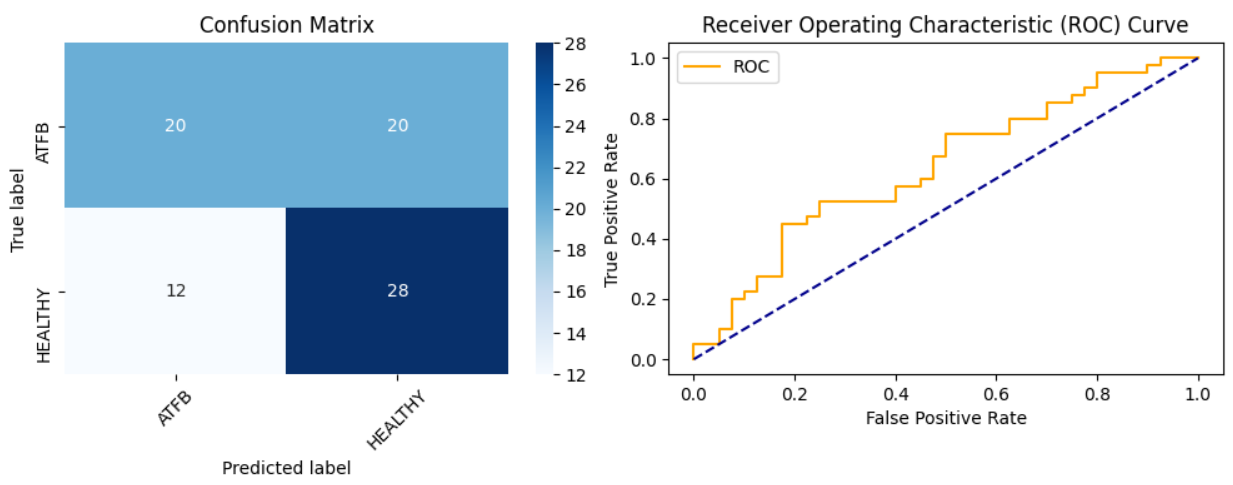 Confusion Matrix
True label
ATFB
HEALTHY
20 20
12 28
ATFB HEALTHY
Predicted label
28
26
24
22
20
18
16
14
12
Receiver Operating Characteristic (ROC) Curve
ROC
True Positive Rate
1.0
0.8
0.6
0.4
0.2
0.0
0.0 0.2 0.4 0.6 0.8 1.0
False Positive Rate